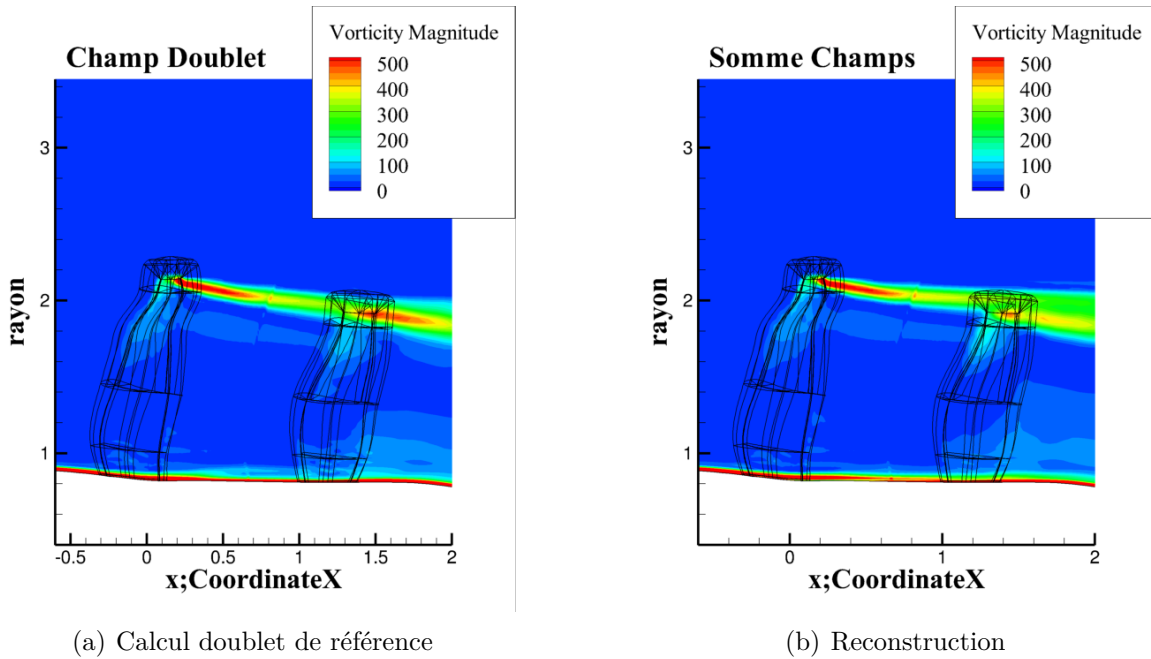 Champ Doublet
Vorticity Magnitude
500
400
300
200
100
0
rayon
3
2
1
-0.5
0
0.5
1
1.5
2
x;CoordinateX
(a) Calcul doublet de référence
Somme Champs
Vorticity Magnitude
500
400
300
200
100
0
rayon
3
2
1
0
1
2
x;CoordinateX
(b) Reconstruction